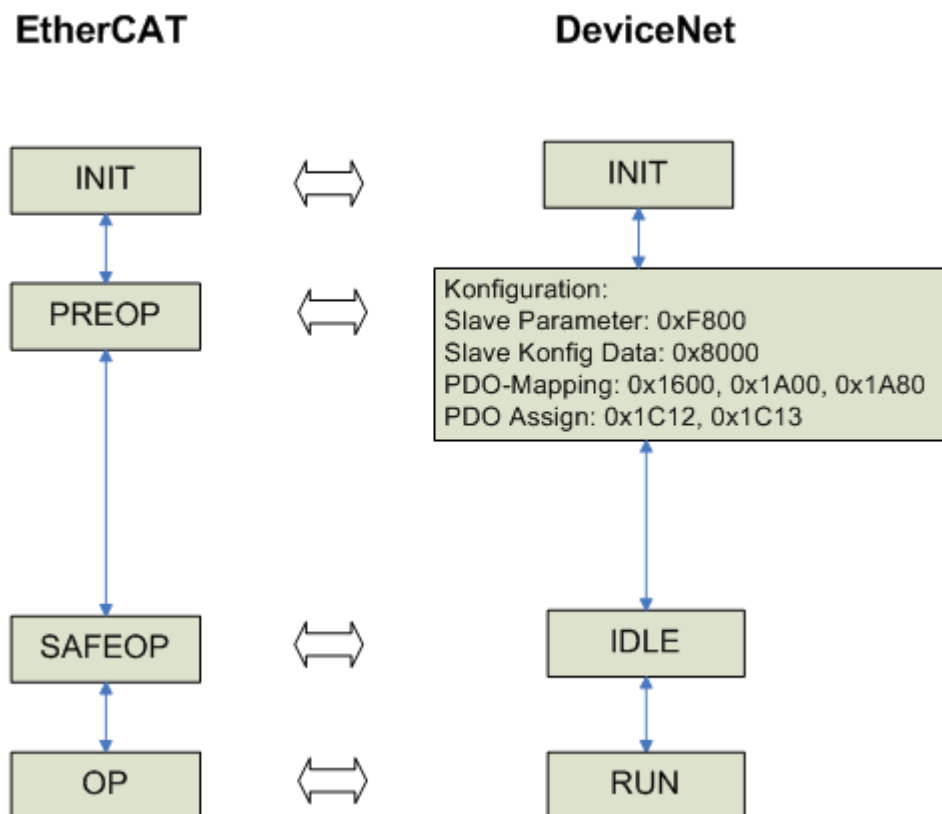 EtherCAT
DeviceNet
INIT
INIT
PREOP
Konfiguration:
Slave Parameter: 0xF800
Slave Konfig Data: 0x8000
PDO-Mapping: 0x1600, 0x1A00, 0x1A80
PDO Assign: 0x1C12, 0x1C13
SAFEOP
IDLE
OP
RUN